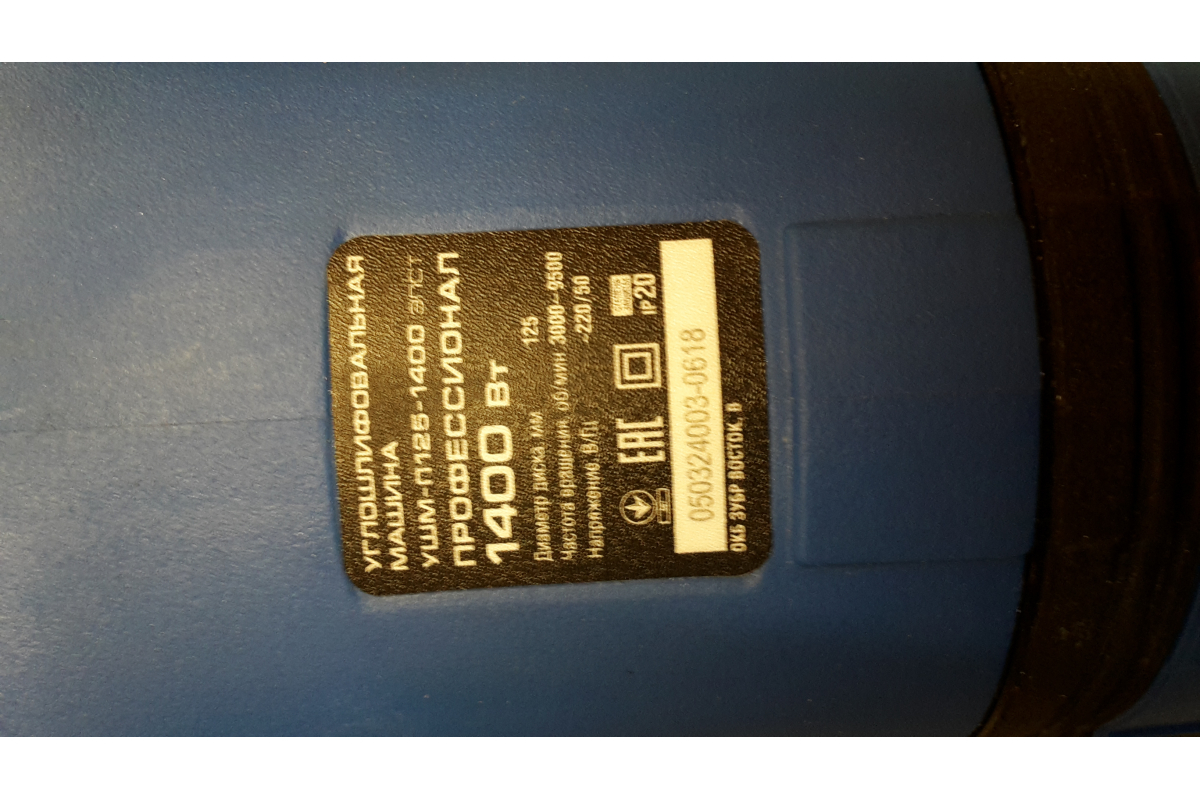 УГЛОШЛИФОВАЛЬНАЯ
МАШИНА
УШМ-П125-1400 ЭПСТ
ПРОФЕССИОНАЛ
1400 Вт
Диаметр диска, мм 125
Частота вращения, об/мин 3000-9500
Напряжение, В/Гц ~220/50
ЕАС
IP20
050324003-0618
ОКБ ЗУБР ВОСТОК, В